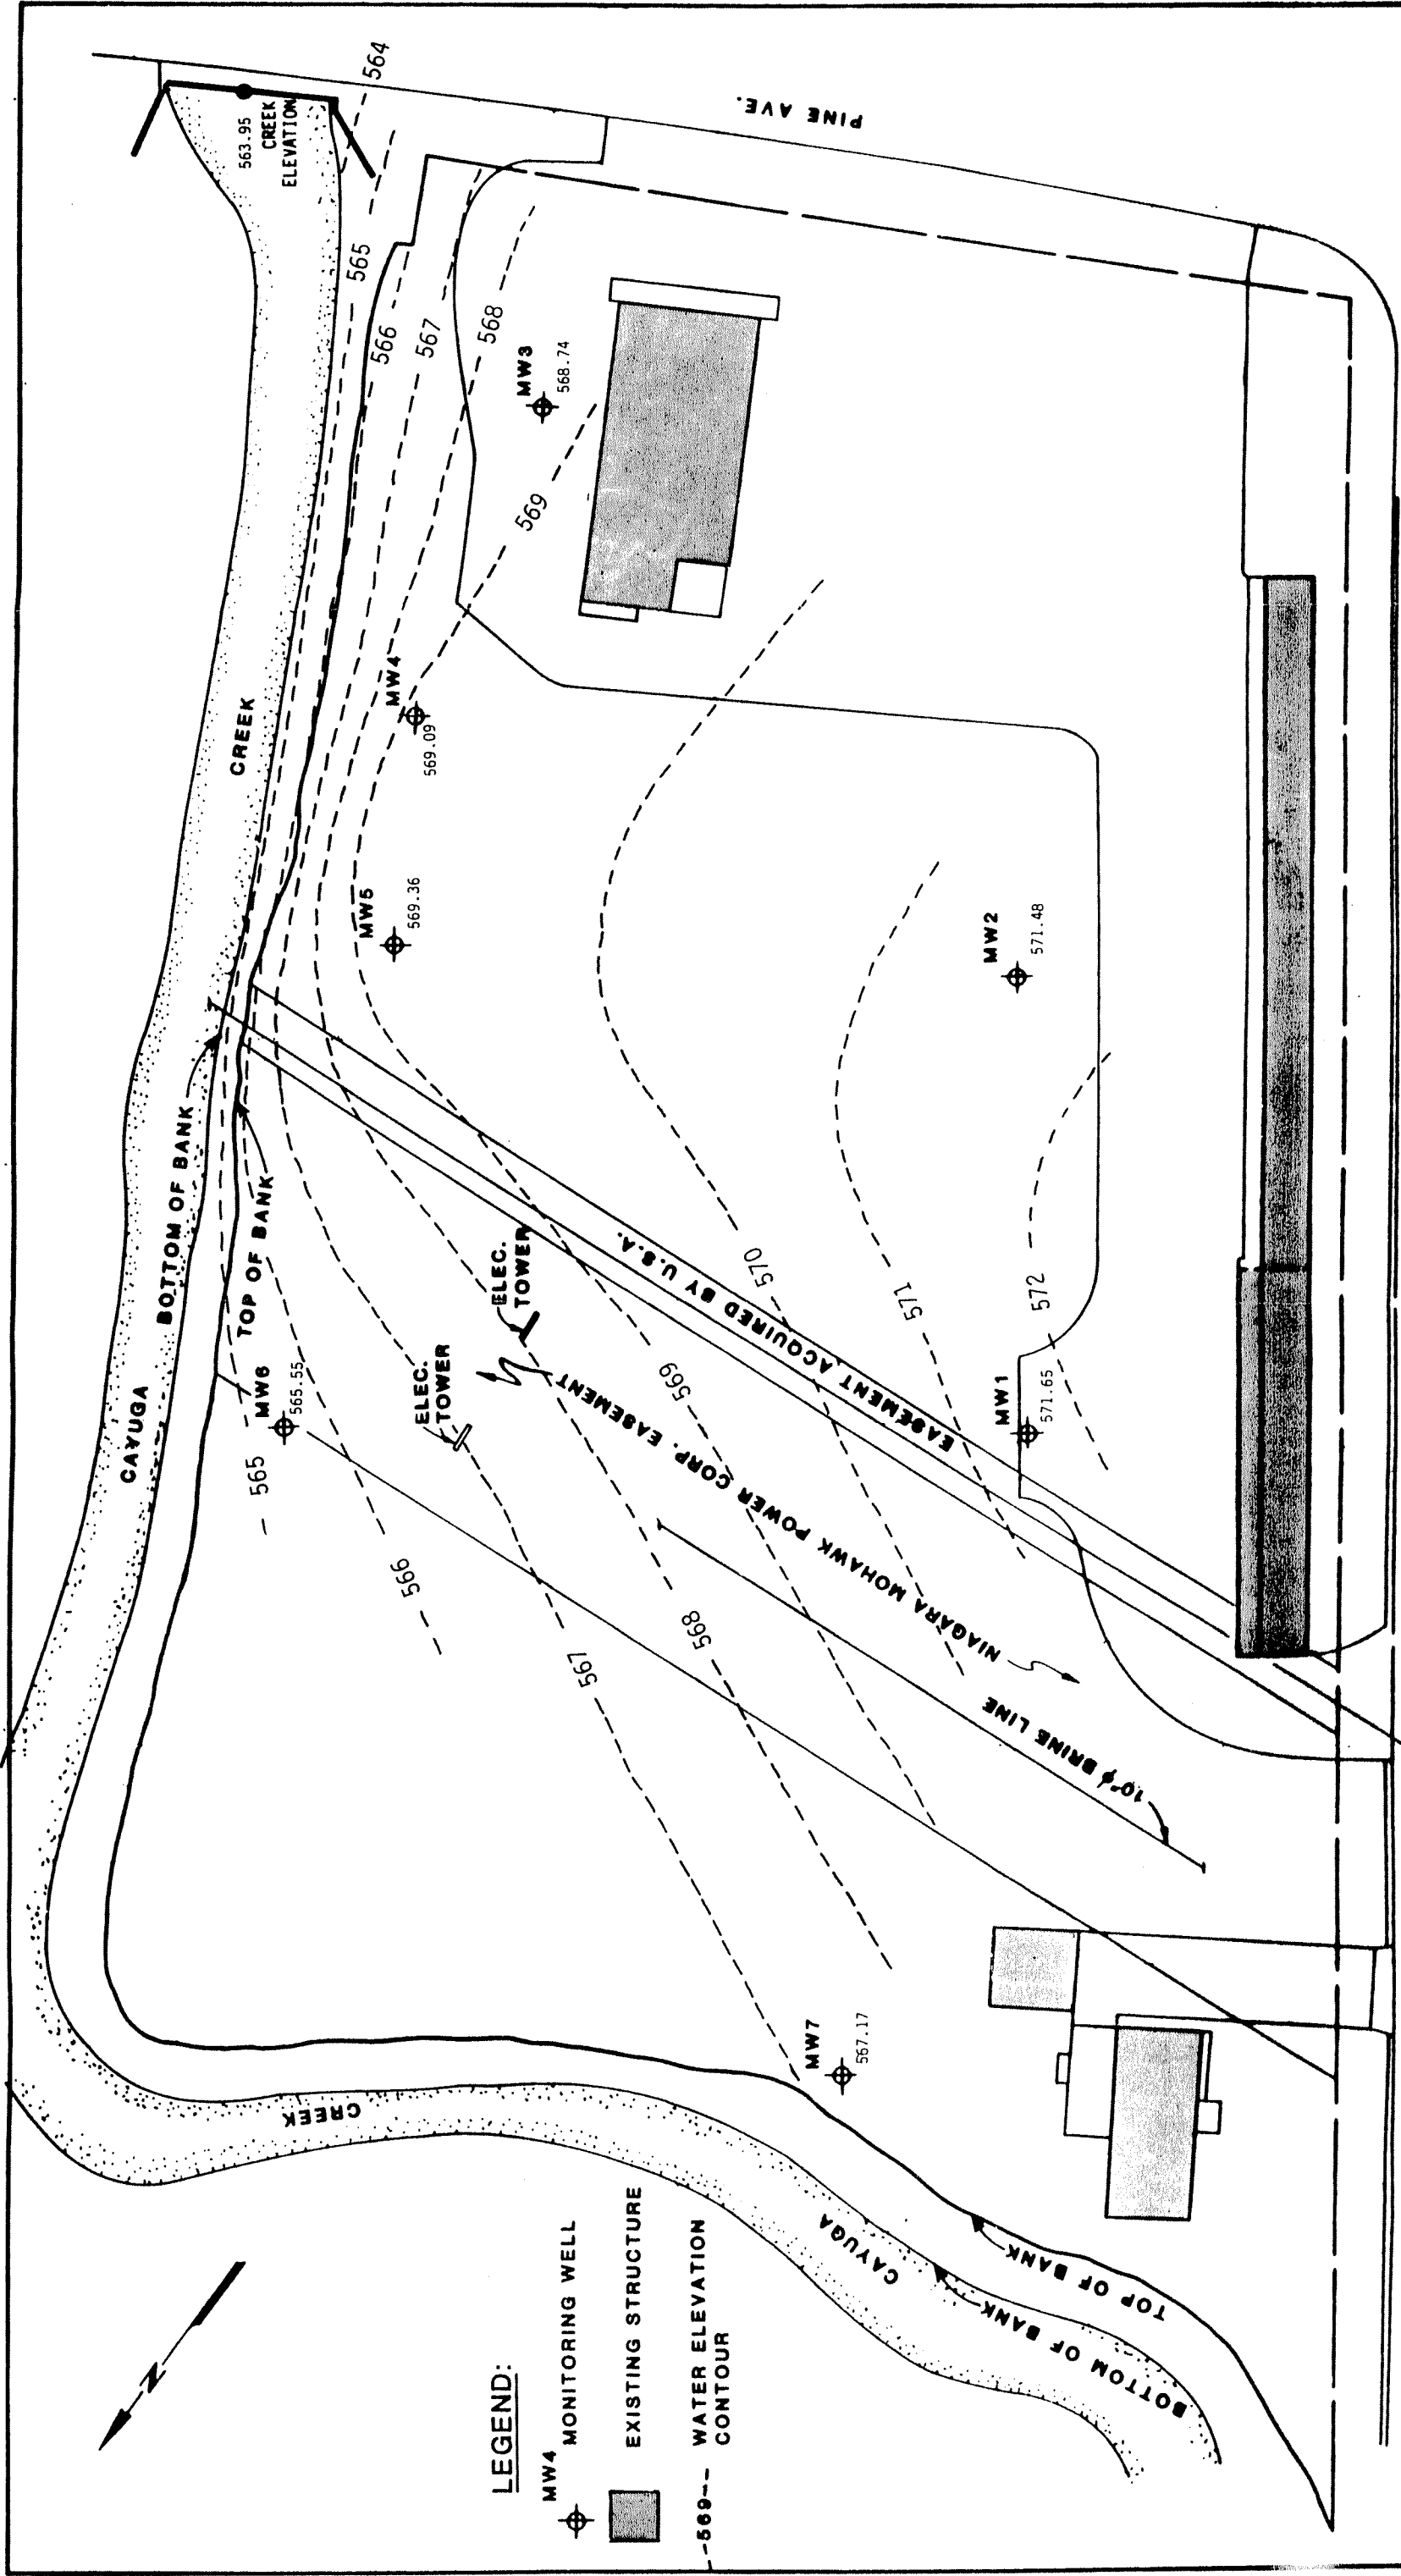 564
563.95
CREEK
ELEVATION
PINE AVE.
565
566
567
568
MW3
568.74
569
MW4
569.09
CREEK
MW5
569.36
MW2
571.48
BOTTOM OF BANK
TOP OF BANK
CAYUGA
MW6
565.55
565
ELEC.
TOWER
ELEC.
TOWER
EASEMENT ACQUIRED BY U.S.A.
570
571
572
MW1
571.65
569
NIAGARA MOHAWK POWER CORP. EASEMENT
566
567
568
10"ø BRINE LINE
MW7
567.17
CREEK
CAYUGA
TOP OF BANK
BOTTOM OF BANK
N
LEGEND:
MW4
MONITORING WELL
EXISTING STRUCTURE
-569-- WATER ELEVATION
CONTOUR